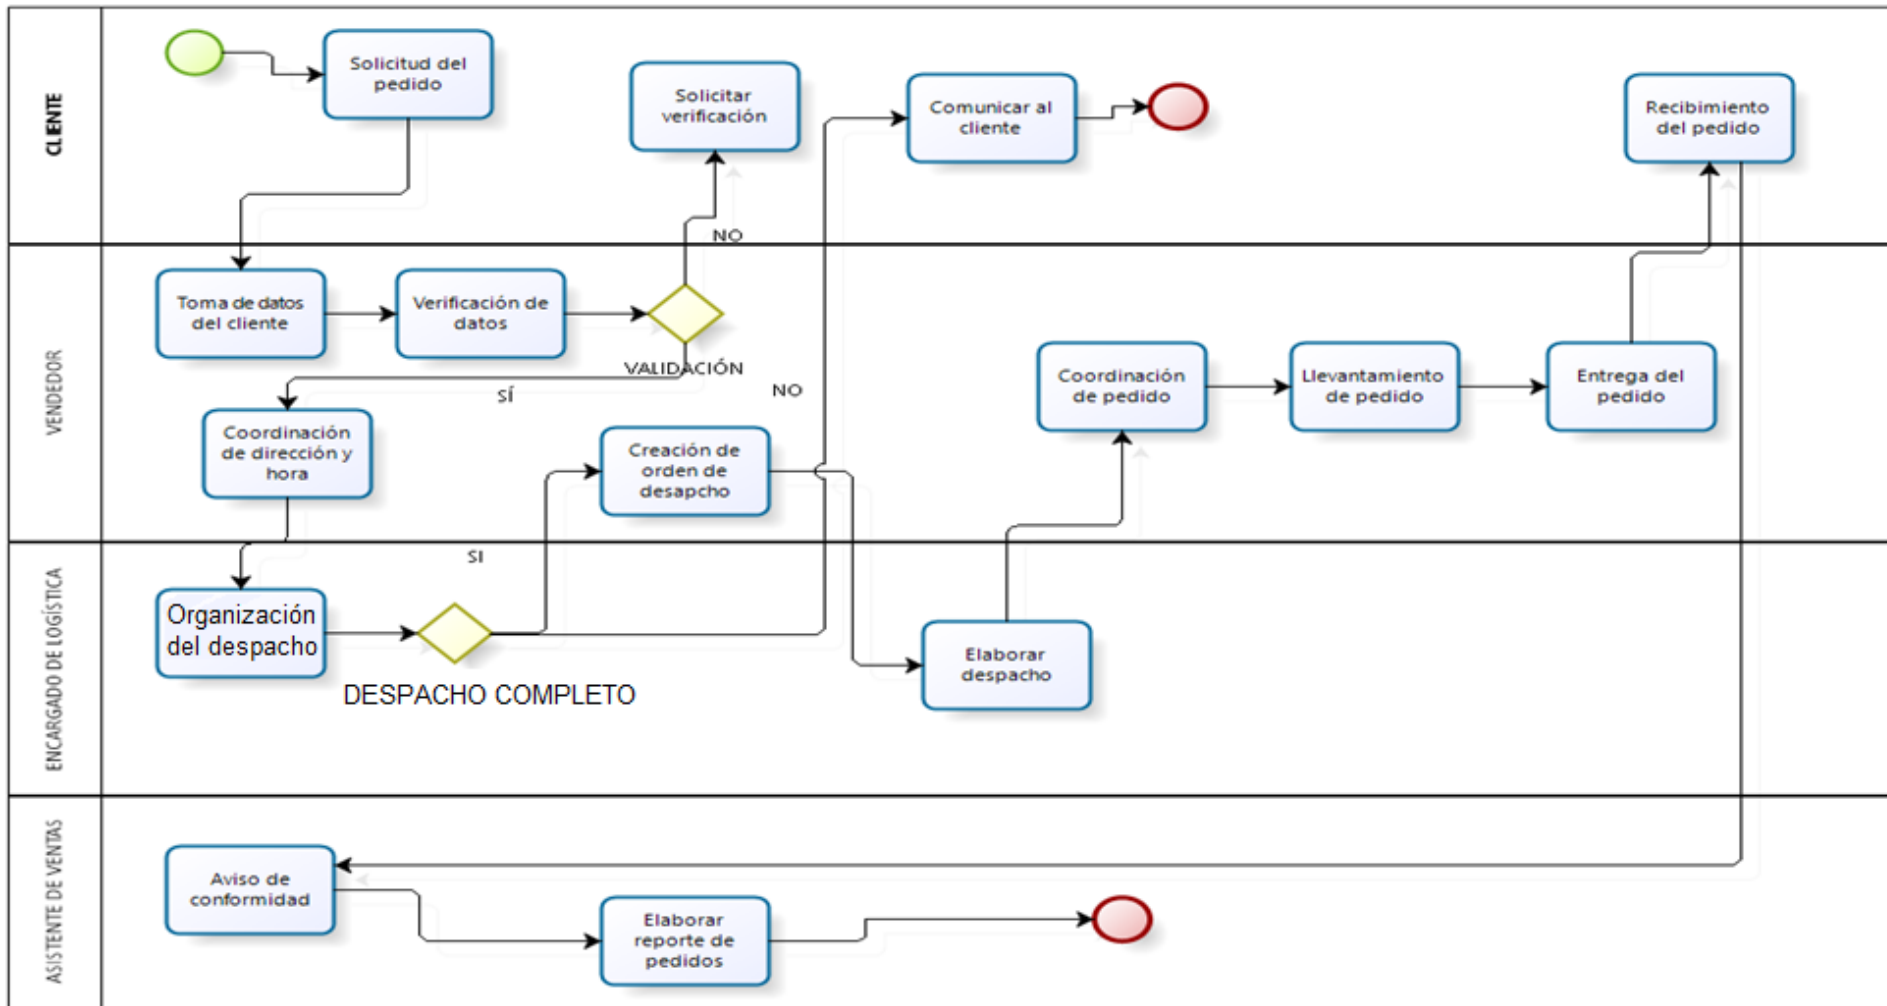 CLIENTE
Solicitud del
pedido
Solicitar
verificación
Comunicar al
cliente
Recibimiento
del pedido
NO
VENDEDOR
Toma de datos
del cliente
Verificación de
datos
VALIDACIÓN
SÍ
NO
Coordinación
de dirección y
hora
Creación de
orden de
desapcho
Coordinación
de pedido
Llevantamiento
de pedido
Entrega del
pedido
SI
ENCARGADO DE LOGÍSTICA
Organización
del despacho
DESPACHO COMPLETO
Elaborar
despacho
ASISTENTE DE VENTAS
Aviso de
conformidad
Elaborar
reporte de
pedidos